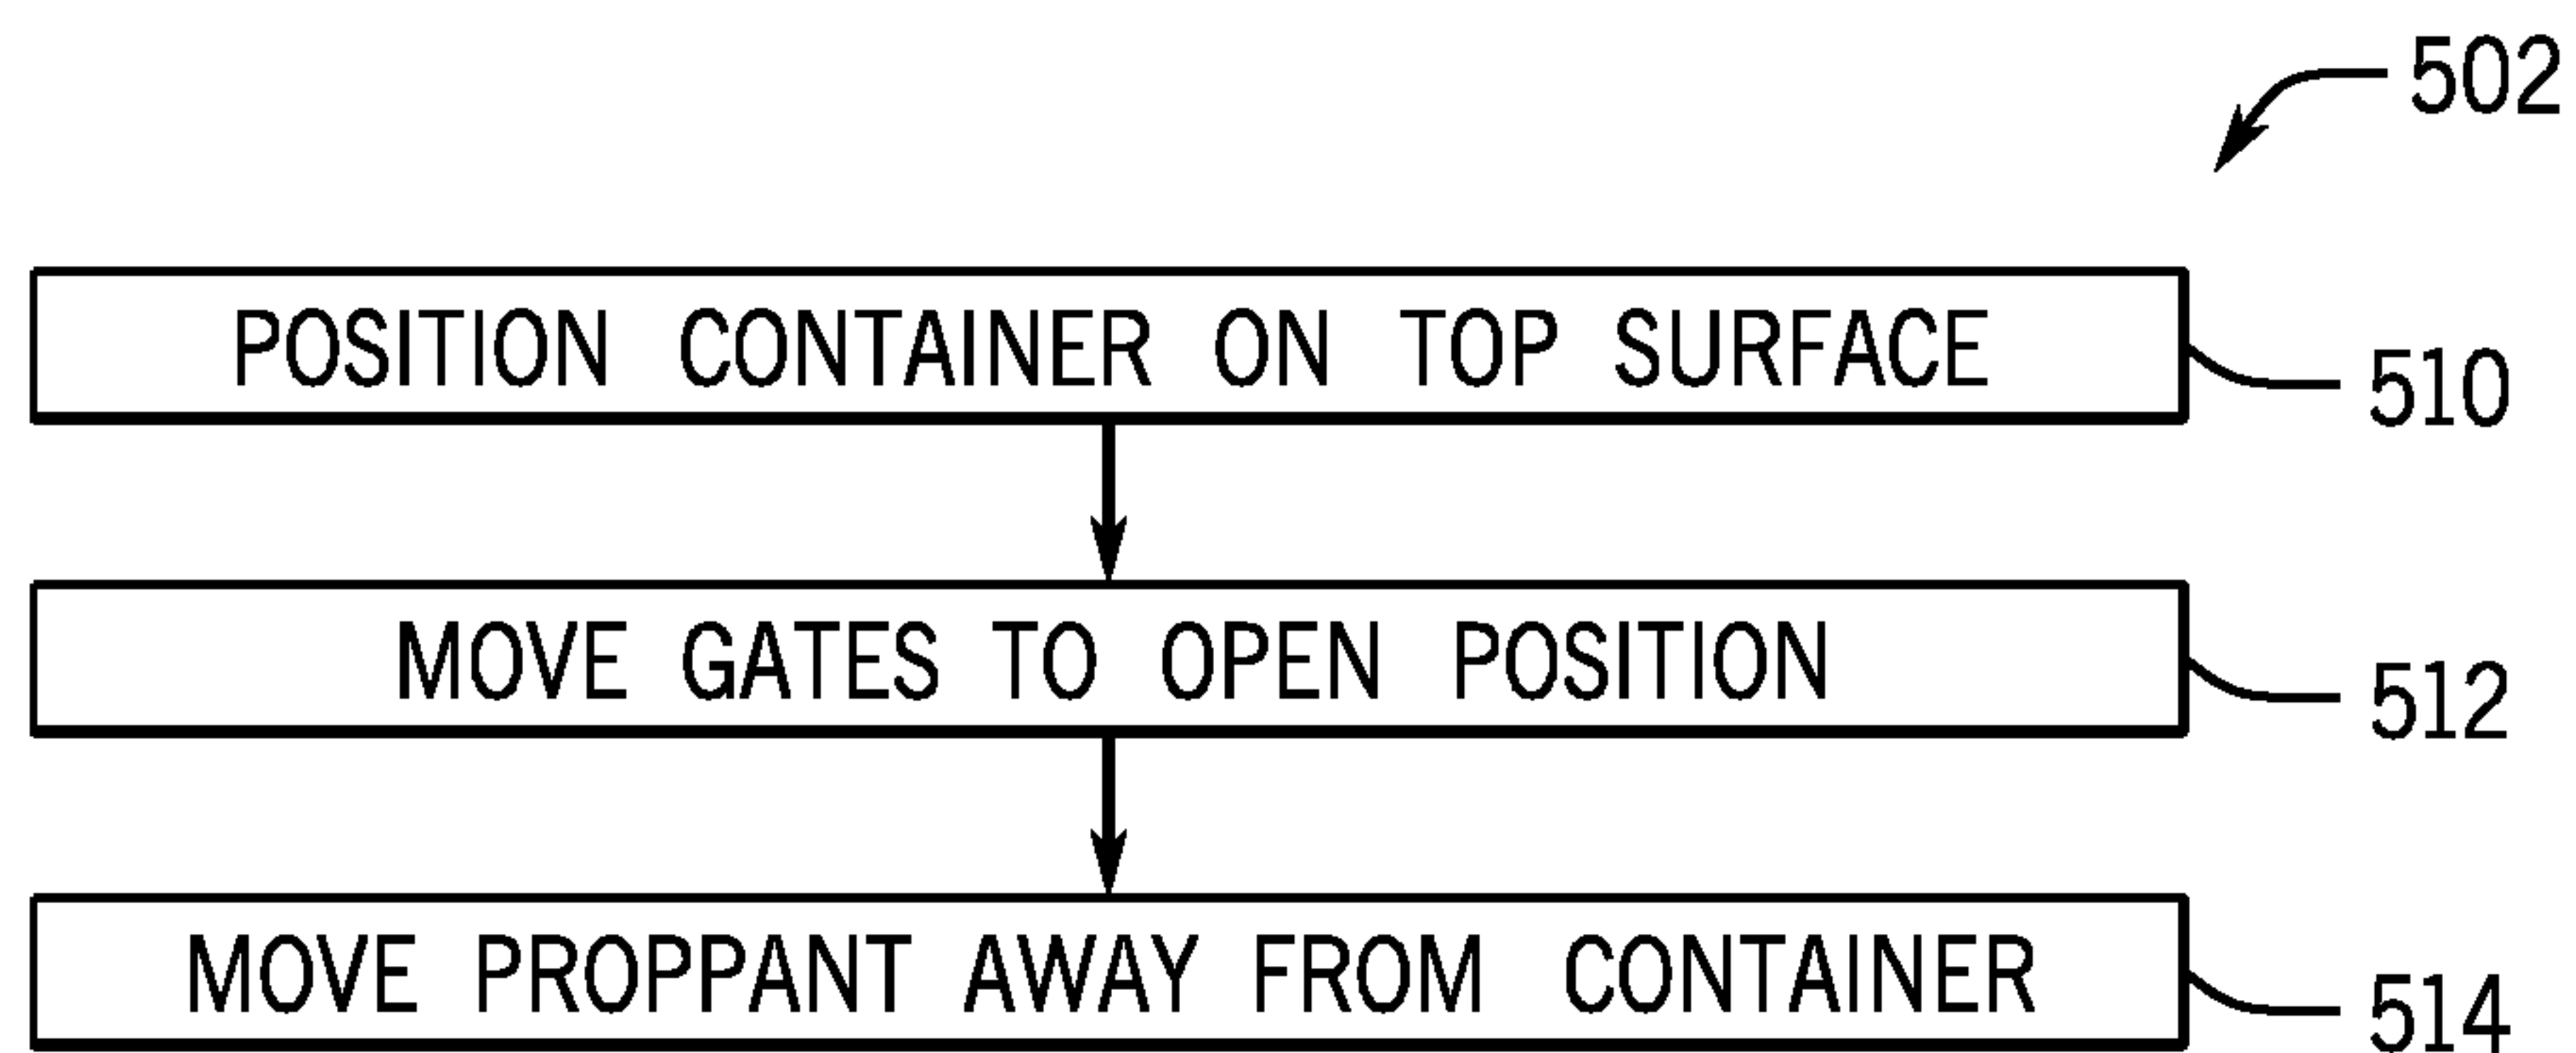 502
POSITION CONTAINER ON TOP SURFACE
510
MOVE GATES TO OPEN POSITION
512
MOVE PROPPANT AWAY FROM CONTAINER
514